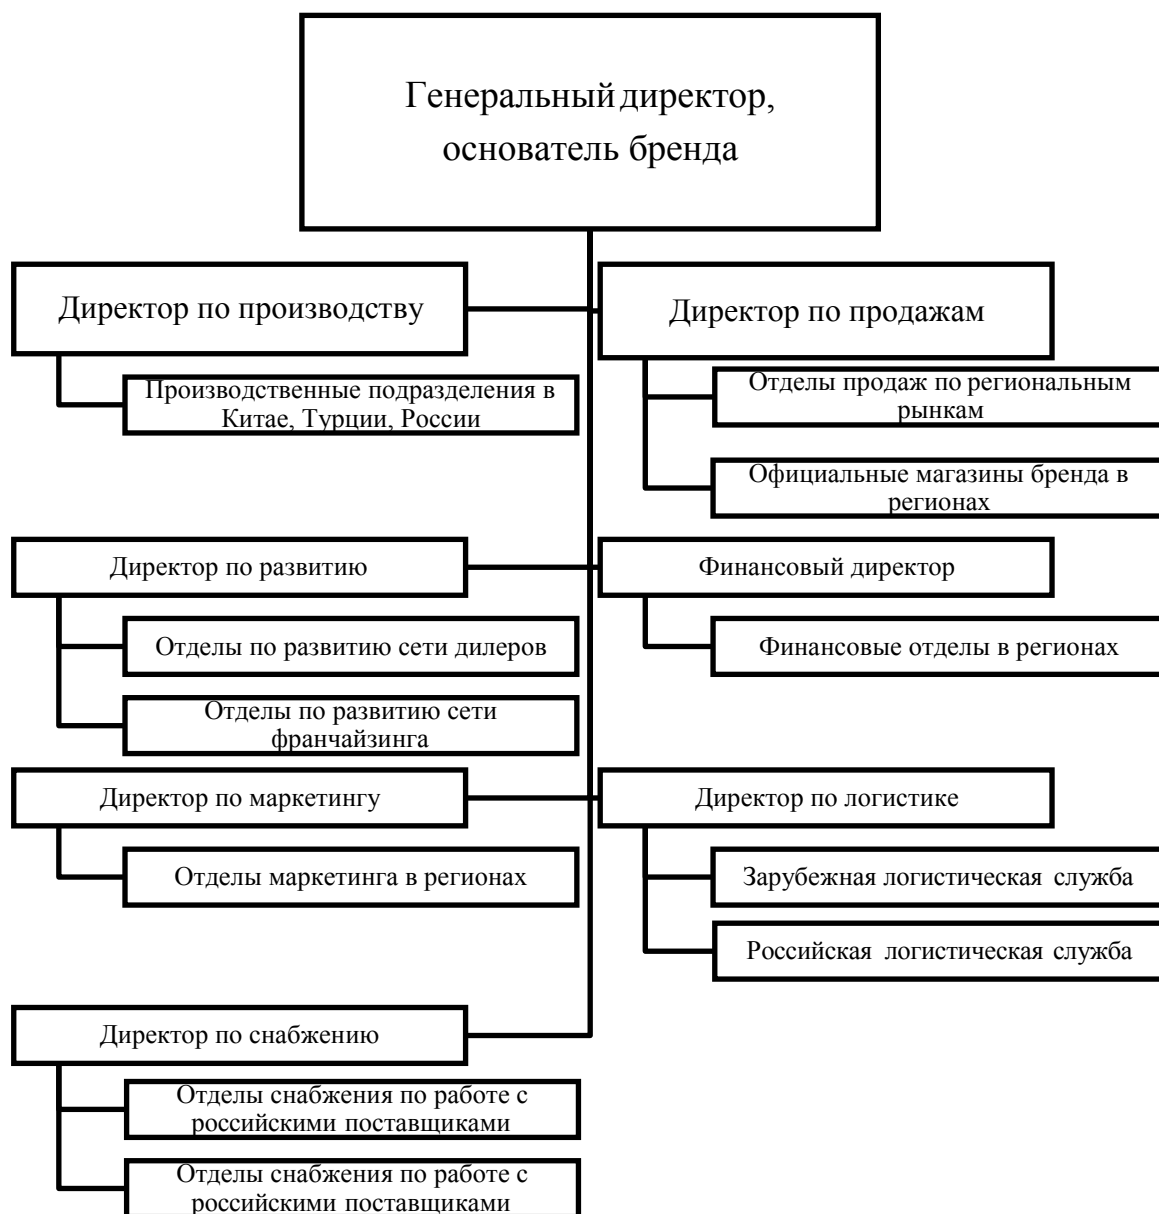 Генеральный директор,
основатель бренда
Директор по производству
Директор по продажам
Производственные подразделения в
Китае, Турции, России
Отделы продаж по региональным
рынкам
Официальные магазины бренда в
регионах
Директор по развитию
Финансовый директор
Отделы по развитию сети дилеров
Финансовые отделы в регионах
Отделы по развитию сети
франчайзинга
Директор по маркетингу
Директор по логистике
Отделы маркетинга в регионах
Зарубежная логистическая служба
Российская логистическая служба
Директор по снабжению
Отделы снабжения по работе с
российскими поставщиками
Отделы снабжения по работе с
российскими поставщиками